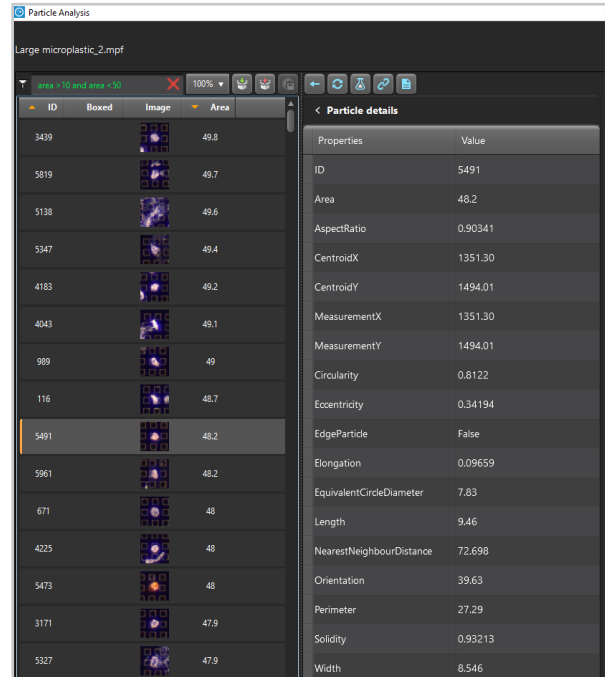 Particle Analysis
Large microplastic_2.mpf
area >10 and area <50 100%
ID Boxed Image Area
3439 49.8
5819 49.7
5138 49.6
5347 49.4
4183 49.2
4043 49.1
989 49
116 48.7
5491 48.2
5961 48.2
671 48
4225 48
5473 48
3171 47.9
5327 47.9
Particle details
Properties Value
ID 5491
Area 48.2
AspectRatio 0.90341
CentroidX 1351.30
CentroidY 1494.01
MeasurementX 1351.30
MeasurementY 1494.01
Circularity 0.8122
Eccentricity 0.34194
EdgeParticle False
Elongation 0.09659
EquivalentCircleDiameter 7.83
Length 9.46
NearestNeighbourDistance 72.698
Orientation 39.63
Perimeter 27.29
Solidity 0.93213
Width 8.546